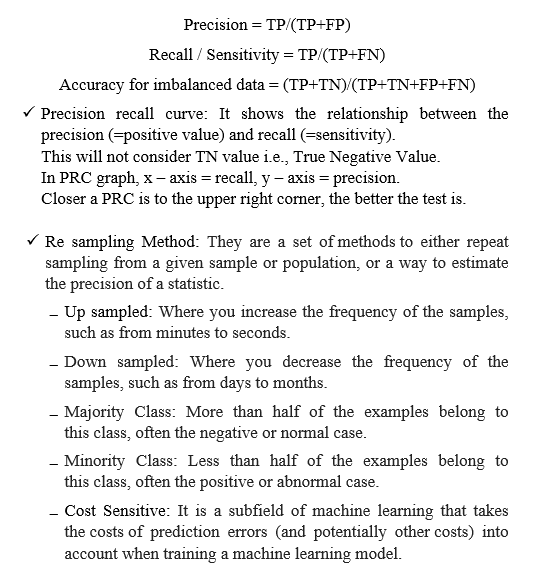 Precision = TP/(TP+FP)
Recall / Sensitivity = TP/(TP+FN)
Accuracy for imbalanced data = (TP+TN)/(TP+TN+FP+FN)
✓ Precision recall curve: It shows the relationship between the
precision (=positive value) and recall (=sensitivity).
This will not consider TN value i.e., True Negative Value.
In PRC graph, x – axis = recall, y – axis = precision.
Closer a PRC is to the upper right corner, the better the test is.
✓ Re sampling Method: They are a set of methods to either repeat
sampling from a given sample or population, or a way to estimate
the precision of a statistic.
– Up sampled: Where you increase the frequency of the samples,
such as from minutes to seconds.
– Down sampled: Where you decrease the frequency of the
samples, such as from days to months.
– Majority Class: More than half of the examples belong to
this class, often the negative or normal case.
– Minority Class: Less than half of the examples belong to
this class, often the positive or abnormal case.
– Cost Sensitive: It is a subfield of machine learning that takes
the costs of prediction errors (and potentially other costs) into
account when training a machine learning model.